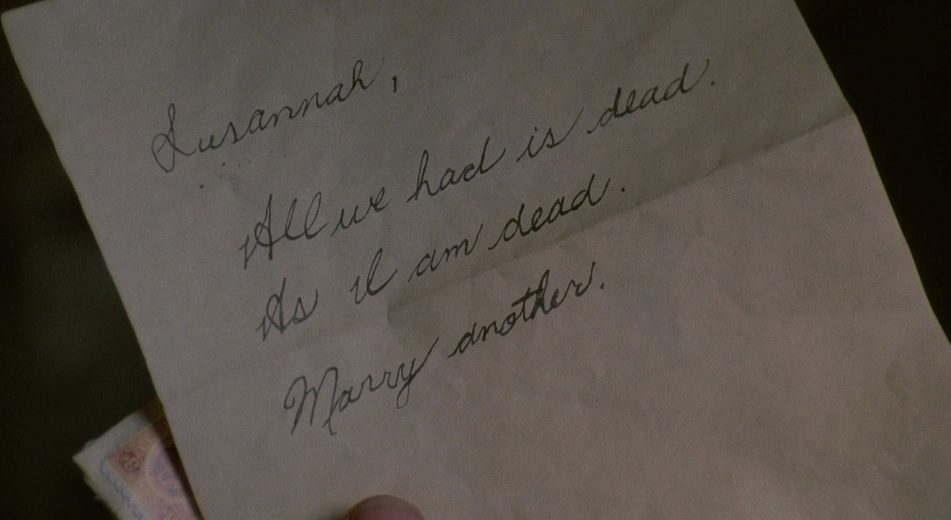 Susannah,
All we had is dead.
As I am dead.
Marry another.